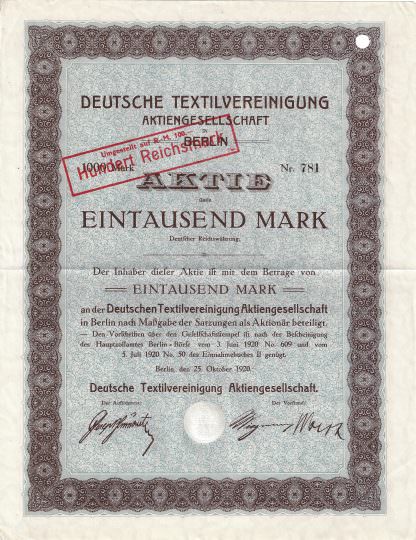 DEUTSCHE TEXTILVEREINIGUNG
AKTIENGESELLSCHAFT
in
BERLIN
Umgestellt auf R.-M. 100.-
Hundert Reichsmark
1000 Mark
Nr. 781
AKTIE
über
EINTAUSEND MARK
Deutscher Reichswährung.
Der Inhaber dieser Aktie ist mit dem Betrage von
EINTAUSEND MARK
an der Deutschen Textilvereinigung Aktiengesellschaft
in Berlin nach Maßgabe der Satzungen als Aktionär beteiligt.
Den Vorschriften über den Gesellschaftsstempel ist nach der Bescheinigung
des Hauptzollamtes Berlin-Börse vom 3. Juni 1920 No. 609 und vom
5. Juli 1920 No. 50 des Einnahmebuches II genügt.
Berlin, den 25. Oktober 1920.
Deutsche Textilvereinigung Aktiengesellschaft.
Der Aufsichtsrat:
Der Vorstand: